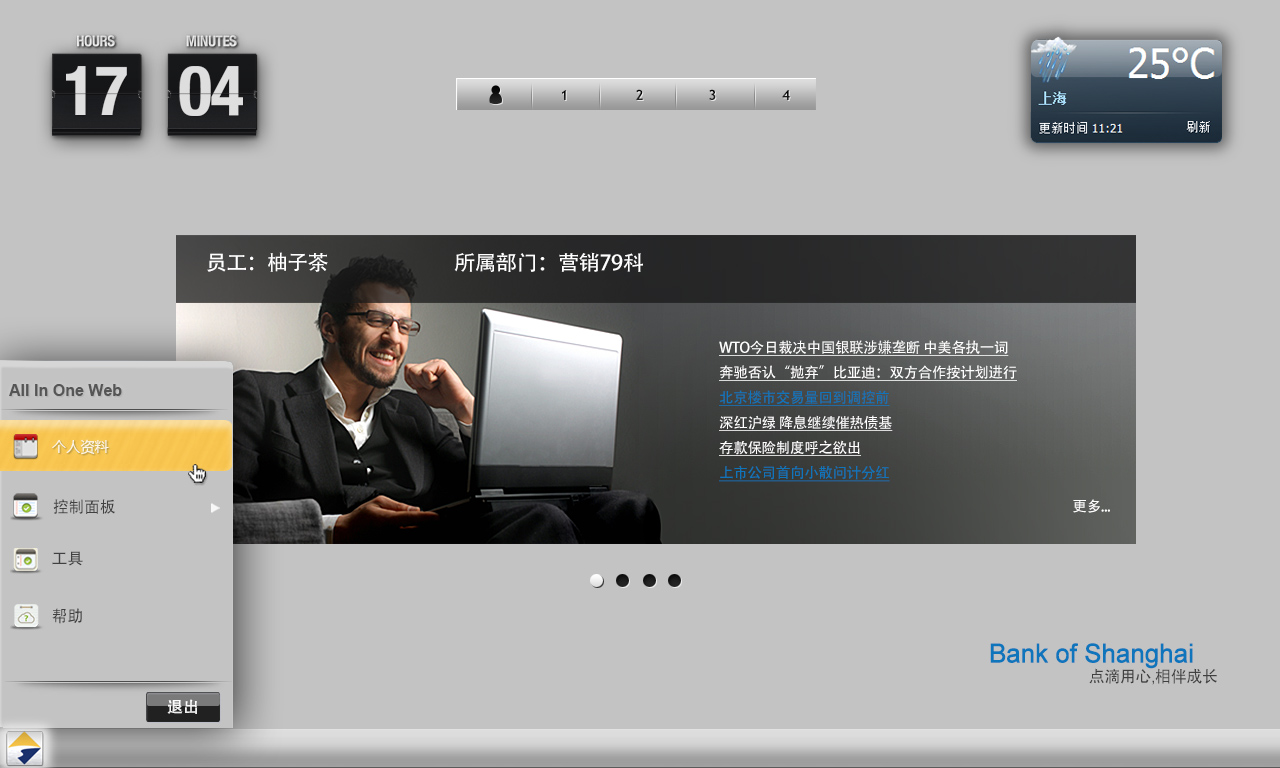 HOURS
MINUTES
17
04
1
2
3
4
25°C
上海
更新时间 11:21
刷新
员工：柚子茶
所属部门：营销79科
WTO今日裁决中国银联涉嫌垄断 中美各执一词
奔驰否认“抛弃”比亚迪：双方合作按计划进行
北京楼市交易量回到调控前
深红沪绿 降息继续催热债基
存款保险制度呼之欲出
上市公司首向小散问计分红
更多...
All In One Web
个人资料
控制面板
工具
帮助
退出
Bank of Shanghai
点滴用心,相伴成长